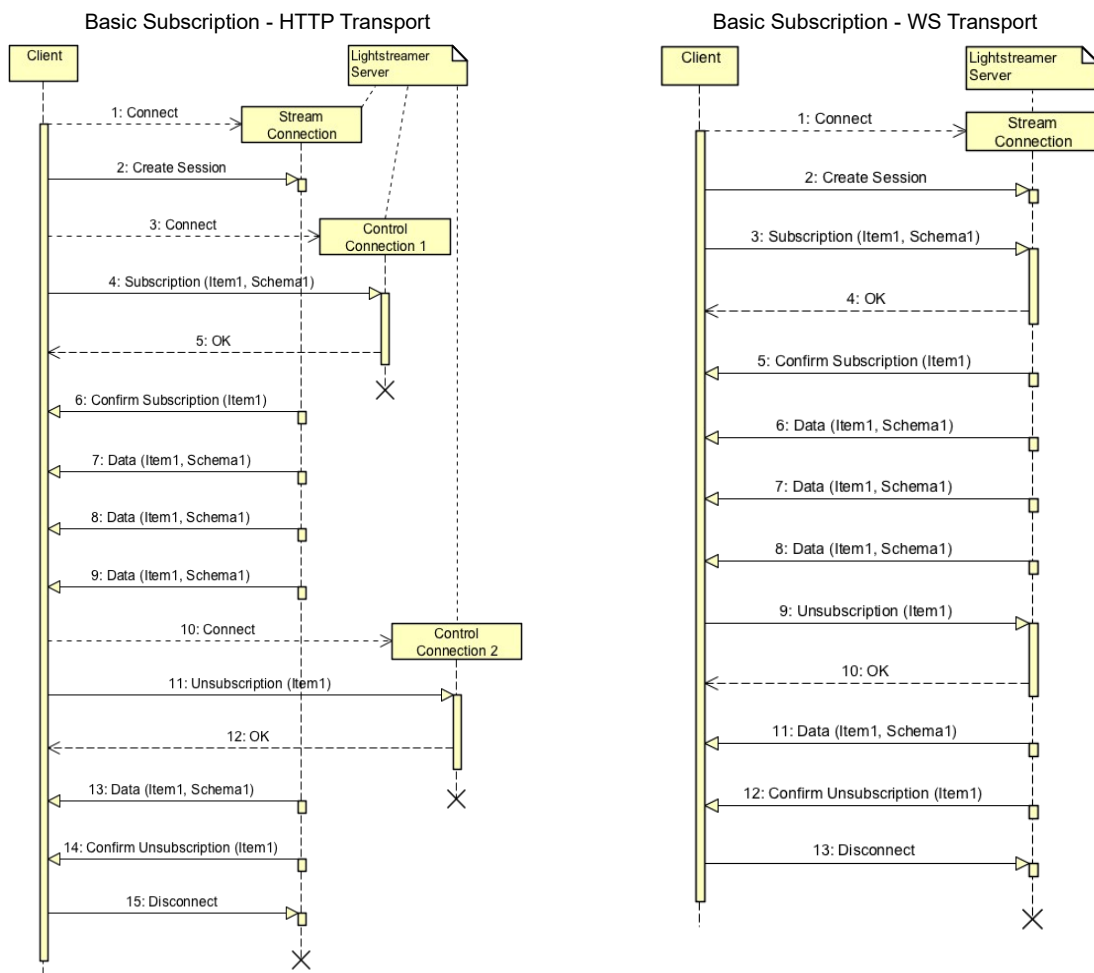 Basic Subscription - HTTP Transport
Client
Lightstreamer
Server
1: Connect
Stream
Connection
2: Create Session
3: Connect
Control
Connection 1
4: Subscription (Item1, Schema1)
5: OK
6: Confirm Subscription (Item1)
7: Data (Item1, Schema1)
8: Data (Item1, Schema1)
9: Data (Item1, Schema1)
10: Connect
Control
Connection 2
11: Unsubscription (Item1)
12: OK
13: Data (Item1, Schema1)
14: Confirm Unsubscription (Item1)
15: Disconnect
Basic Subscription - WS Transport
Client
Lightstreamer
Server
1: Connect
Stream
Connection
2: Create Session
3: Subscription (Item1, Schema1)
4: OK
5: Confirm Subscription (Item1)
6: Data (Item1, Schema1)
7: Data (Item1, Schema1)
8: Data (Item1, Schema1)
9: Unsubscription (Item1)
10: OK
11: Data (Item1, Schema1)
12: Confirm Unsubscription (Item1)
13: Disconnect